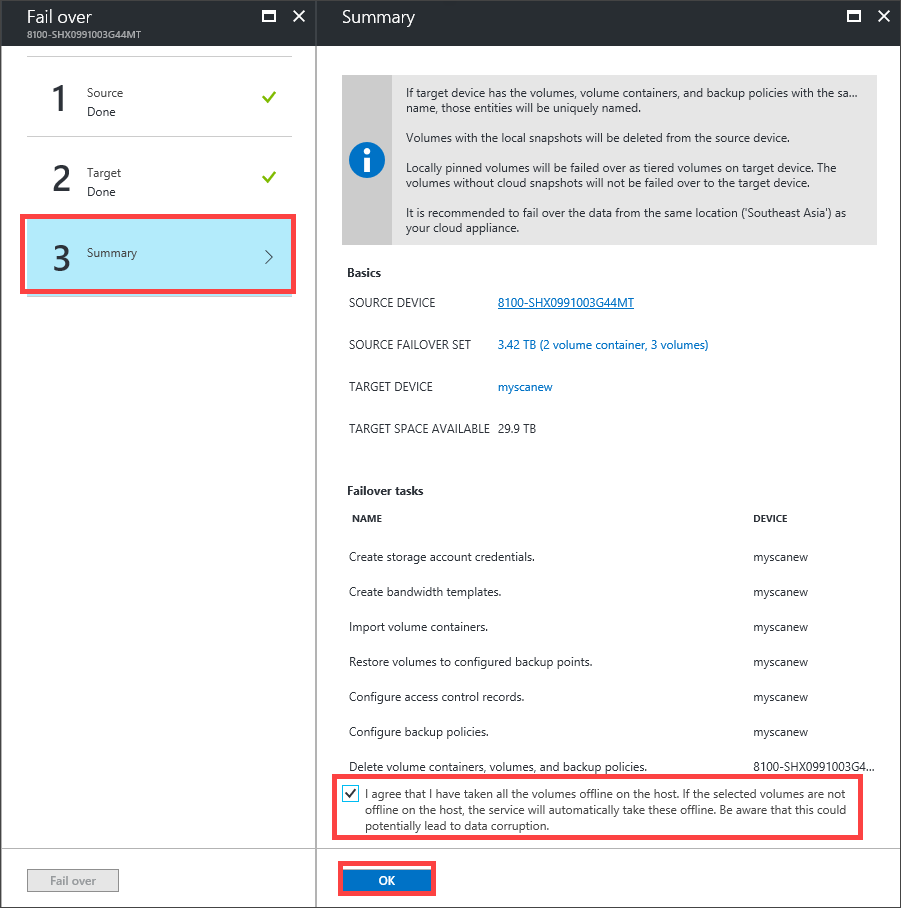 Fail over
8100-SHX0991003G44MT
1
Source
Done
2
Target
Done
3
Summary
Fail over
Summary
If target device has the volumes, volume containers, and backup policies with the sa...
name, those entities will be uniquely named.
Volumes with the local snapshots will be deleted from the source device.
Locally pinned volumes will be failed over as tiered volumes on target device. The
volumes without cloud snapshots will not be failed over to the target device.
It is recommended to fail over the data from the same location ('Southeast Asia') as
your cloud appliance.
Basics
SOURCE DEVICE 8100-SHX0991003G44MT
SOURCE FAILOVER SET 3.42 TB (2 volume container, 3 volumes)
TARGET DEVICE myscanew
TARGET SPACE AVAILABLE 29.9 TB
Failover tasks
NAME DEVICE
Create storage account credentials. myscanew
Create bandwidth templates. myscanew
Import volume containers. myscanew
Restore volumes to configured backup points. myscanew
Configure access control records. myscanew
Configure backup policies. myscanew
Delete volume containers, volumes, and backup policies. 8100-SHX0991003G4...
I agree that I have taken all the volumes offline on the host. If the selected volumes are not
offline on the host, the service will automatically take these offline. Be aware that this could
potentially lead to data corruption.
OK